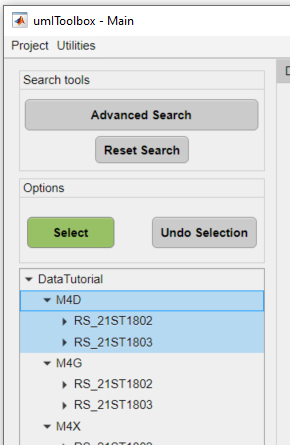 umlToolbox - Main
Project Utilities
Search tools
Advanced Search
Reset Search
Options
Select Undo Selection
DataTutorial
M4D
RS_21ST1802
RS_21ST1803
M4G
RS_21ST1802
RS_21ST1803
M4X